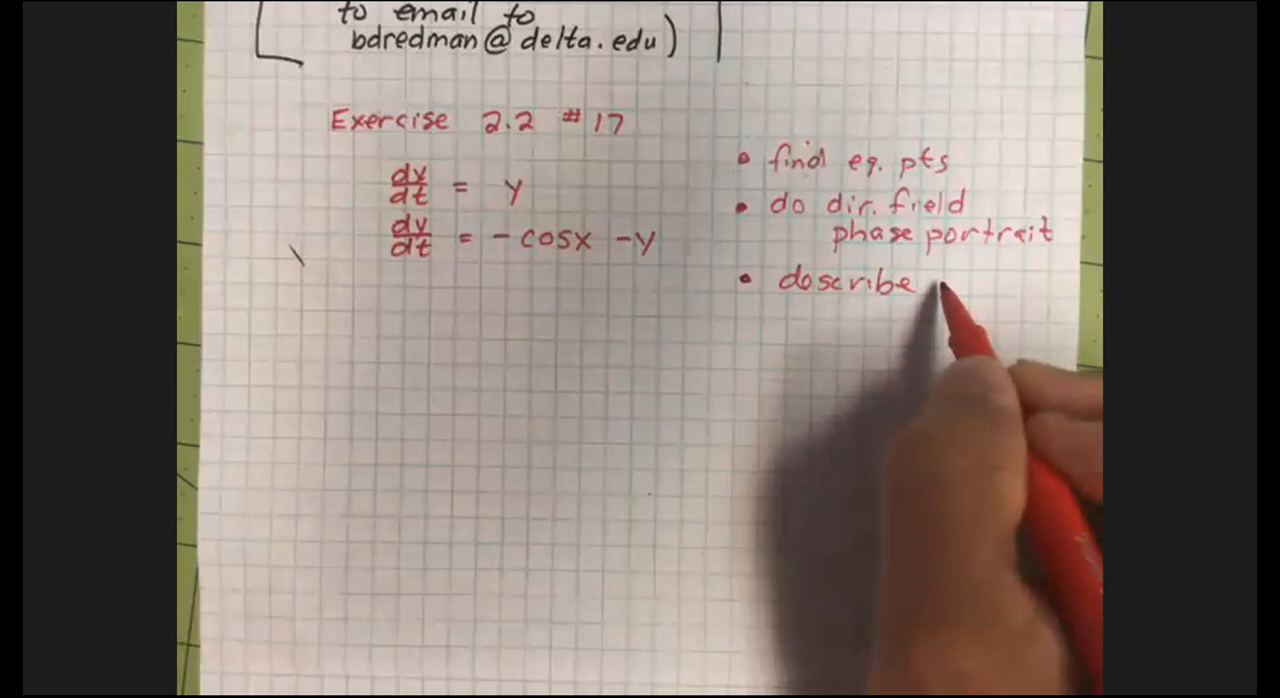 to email to
bdredman@delta.edu)
Exercise 2.2 #17
dx/dt = y
dy/dt = -cosx -y
• find eq. pts
• do dir. field
phase portrait
• describe